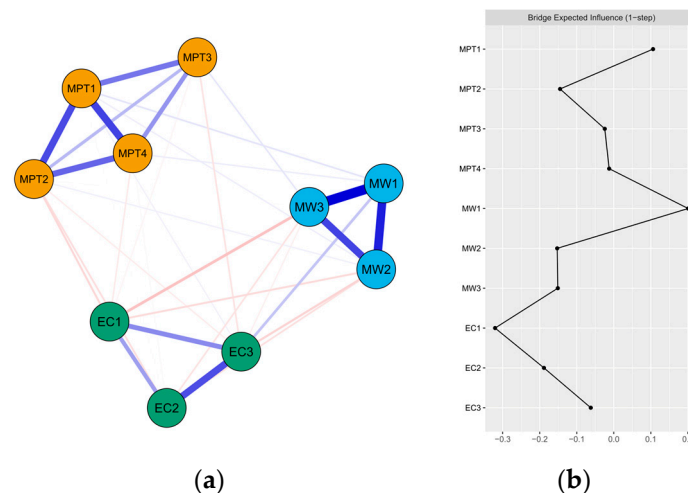 MPT3
MPT1
MPT4
MPT2
MW1
MW3
MW2
EC1
EC3
EC2
(a)
Bridge Expected Influence (1−step)
MPT1
MPT2
MPT3
MPT4
MW1
MW2
MW3
EC1
EC2
EC3
−0.3 −0.2 −0.1 0.0 0.1
(b)